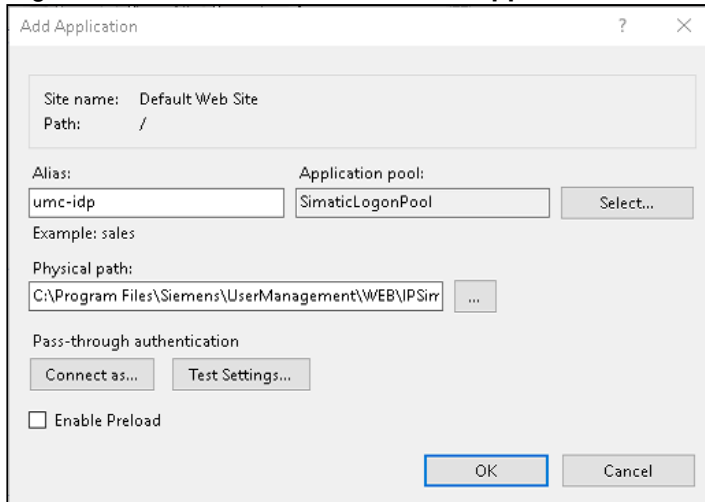 Add Application ?
Site name: Default Web Site
Path: /
Alias: Application pool:
umc-idp SimaticLogonPool Select...
Example: sales
Physical path:
C:\Program Files\Siemens\UserManagement\WEB\IPSim ...
Pass-through authentication
Connect as... Test Settings...
Enable Preload
OK Cancel